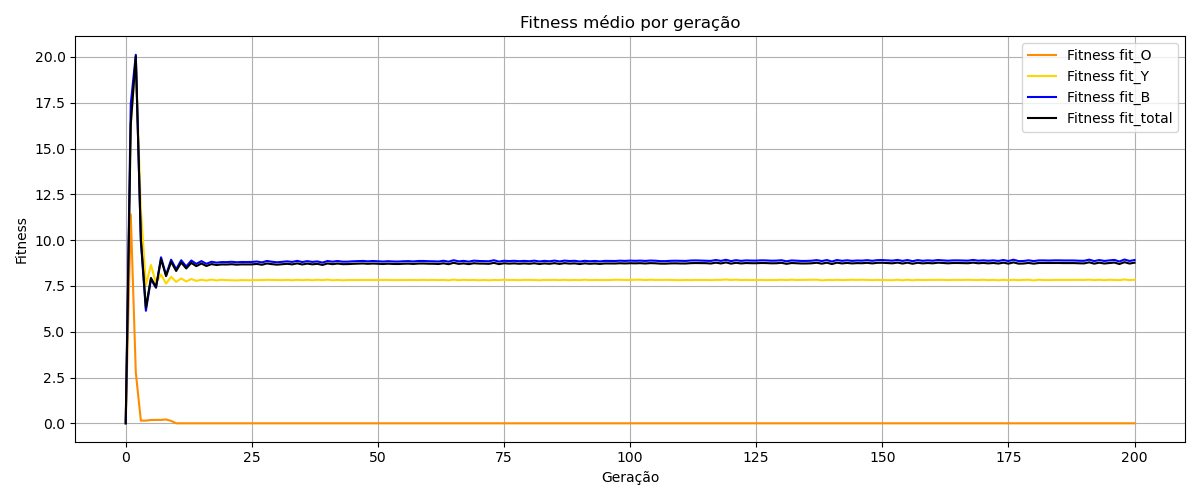 Fitness médio por geração
Fitness
20.0
17.5
15.0
12.5
10.0
7.5
5.0
2.5
0.0
Fitness fit_O
Fitness fit_Y
Fitness fit_B
Fitness fit_total
0 25 50 75 100 125 150 175 200
Geração